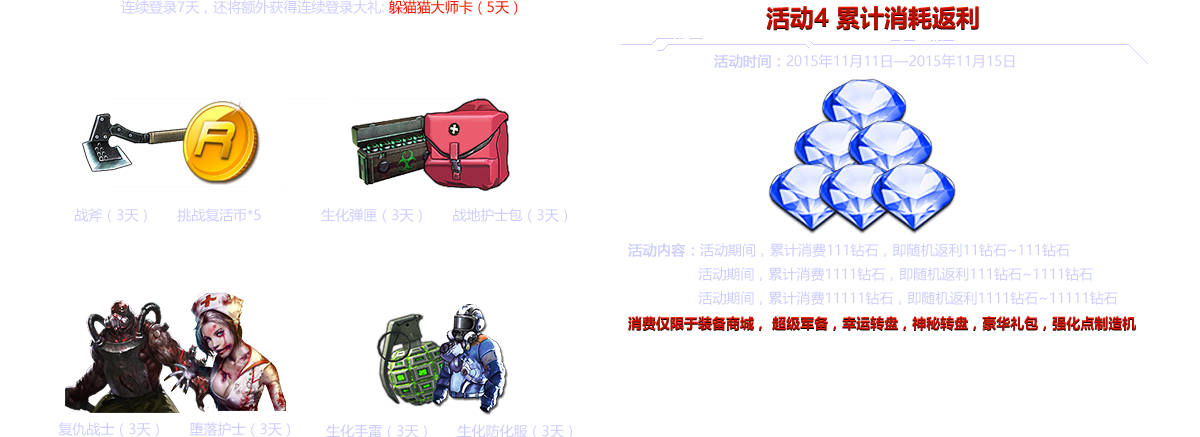 连续登录7天，还将额外获得连续登录大礼:躲猫猫大师卡（5天）
战斧（3天）
挑战复活币*5
生化弹匣（3天）
战地护士包（3天）
复仇战士（3天）
堕落护士（3天）
生化手雷（3天）
生化防化服（3天）
活动4 累计消耗返利
活动时间：2015年11月11日—2015年11月15日
活动内容：活动期间，累计消费111钻石，即随机返利11钻石~111钻石
活动期间，累计消费1111钻石，即随机返利111钻石~1111钻石
活动期间，累计消费11111钻石，即随机返利1111钻石~11111钻石
消费仅限于装备商城， 超级军备，幸运转盘，神秘转盘，豪华礼包，强化点制造机